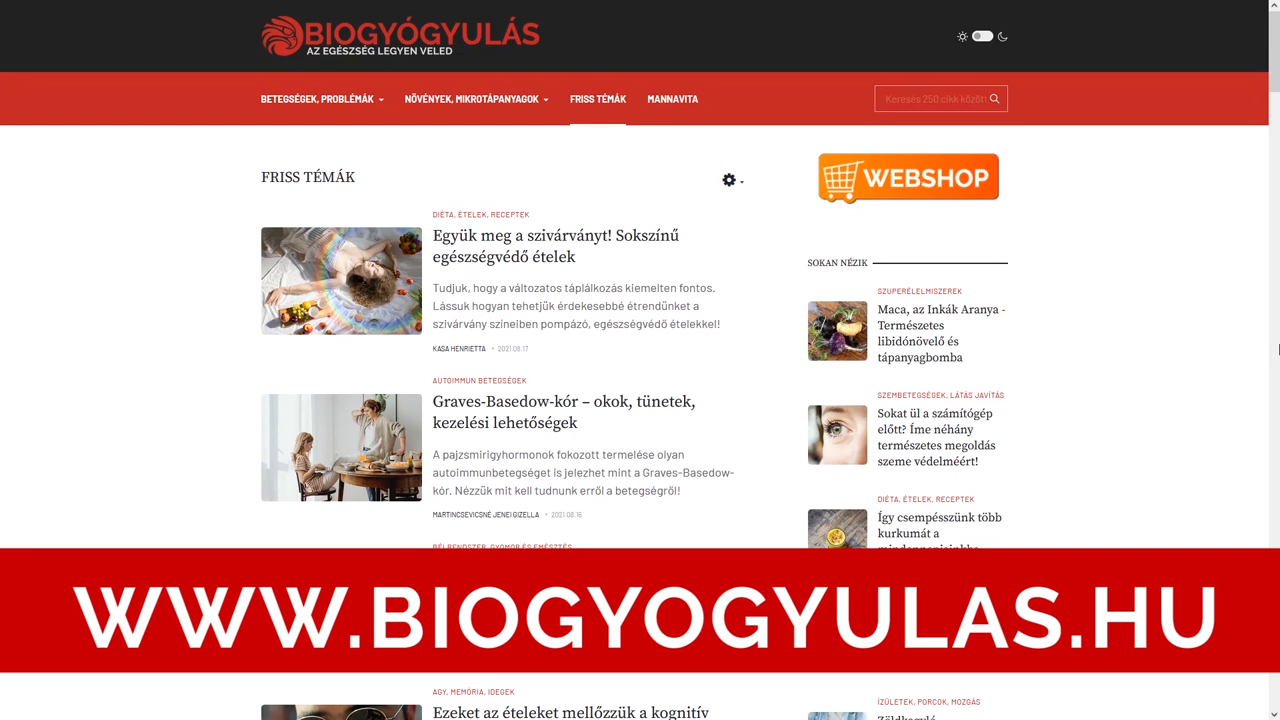 BIOGYÓGYULÁS
AZ EGÉSZSÉG LEGYEN VELED
BETEGSÉGEK, PROBLÉMÁK
NÖVÉNYEK, MIKROTÁPANYAGOK
FRISS TÉMÁK
MANNAVITA
Keresés 250 cikk között
FRISS TÉMÁK
DIÉTA, ÉTELEK, RECEPTEK
Együk meg a szivárványt! Sokszínű
egészségvédő ételek
Tudjuk, hogy a változatos táplálkozás kiemelten fontos.
Lássuk hogyan tehetjük érdekesebbé étrendünket a
szivárvány színeiben pompázó, egészségvédő ételekkel!
KASA HENRIETTA • 2021.08.17
AUTOIMMUN BETEGSÉGEK
Graves-Basedow-kór – okok, tünetek,
kezelési lehetőségek
A pajzsmirigyhormonok fokozott termelése olyan
autoimmunbetegséget is jelezhet mint a Graves-Basedow-
kór. Nézzük mit kell tudnunk erről a betegségről!
MARTINCSEVICSNÉ JENEI GIZELLA • 2021.08.16
BÉLRENDSZER, GYOMOR ÉS EMÉSZTÉS
WEBSHOP
SOKAN NÉZIK
SZUPERÉLELMISZEREK
Maca, az Inkák Aranya -
Természetes
libidónövelő és
tápanyagbomba
SZEMBETEGSÉGEK, LÁTÁS JAVÍTÁS
Sokat ül a számítógép
előtt? Íme néhány
természetes megoldás
szeme védelméért!
DIÉTA, ÉTELEK, RECEPTEK
Így csempésszünk több
kurkumát a
mindennapjainkba
WWW.BIOGYOGYULAS.HU
AGY, MEMÓRIA, IDEGEK
Ezeket az ételeket mellőzzük a kognitív
ÍZÜLETEK, PORCOK, MOZGÁS
Zöldkagyló